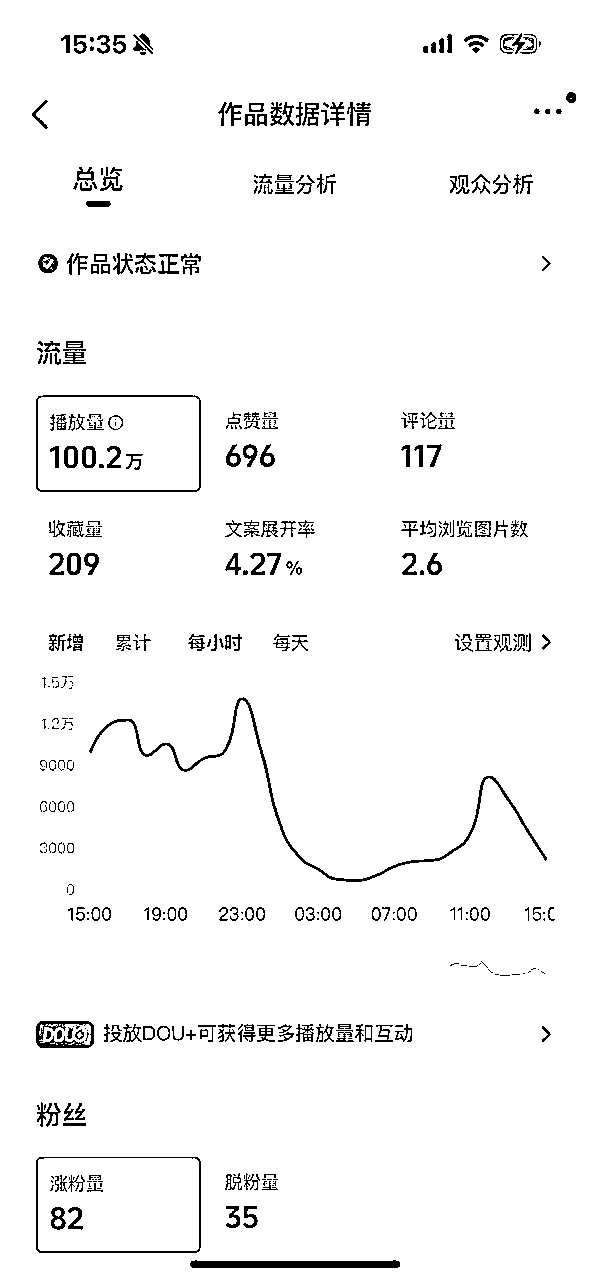 15:35
作品数据详情
总览 流量分析 观众分析
作品状态正常
流量
播放量 点赞量 评论量
100.2万 696 117
收藏量 文案展开率 平均浏览图片数
209 4.27% 2.6
新增 累计 每小时 每天 设置观测
1.5万
1.2万
9000
6000
3000
0
15:00 19:00 23:00 03:00 07:00 11:00
DOU+ 投放DOU+可获得更多播放量和互动
粉丝
涨粉量 脱粉量
82 35